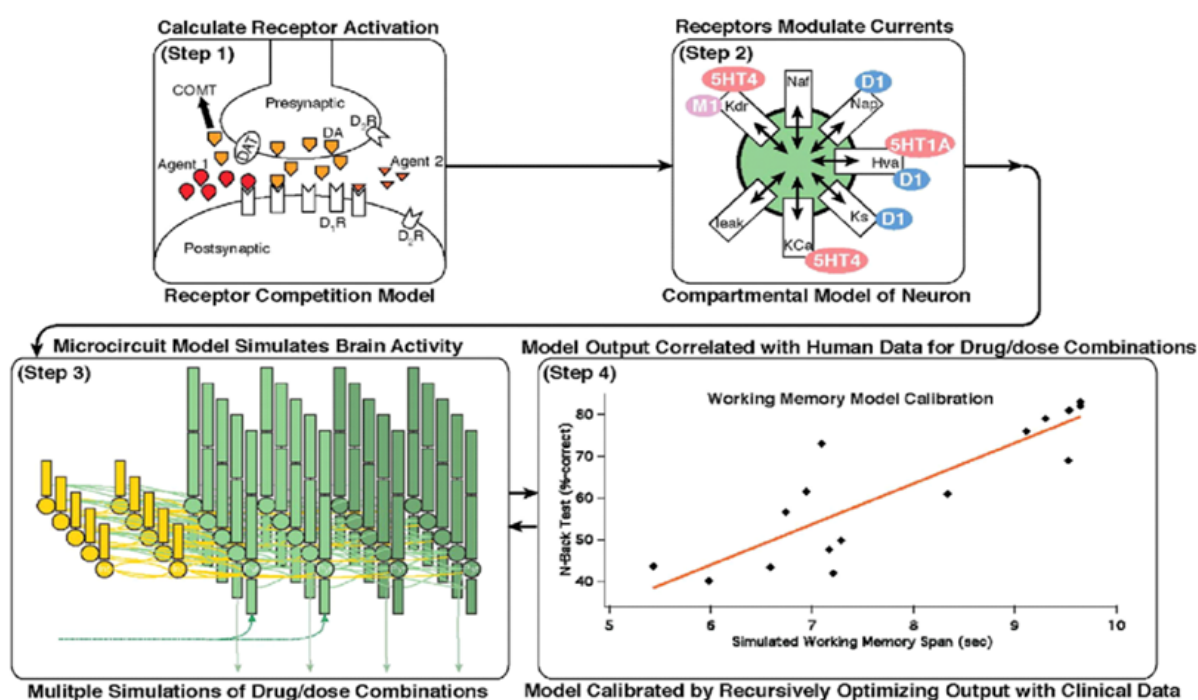 Calculate Receptor Activation
(Step 1)
COMT
Presynaptic
DAT
DA
D2R
Agent 1
Agent 2
D1R
D2R
Postsynaptic
Receptor Competition Model
Receptors Modulate Currents
(Step 2)
5HT4
M1
Kdr
Naf
D1
Nap
5HT1A
Hva
D1
Ks
D1
KCa
5HT4
leak
Compartmental Model of Neuron
Microcircuit Model Simulates Brain Activity
(Step 3)
Mulitple Simulations of Drug/dose Combinations
Model Output Correlated with Human Data for Drug/dose Combinations
(Step 4)
Working Memory Model Calibration
N-Back Test (%-correct)
80
70
60
50
40
5 6 7 8 9 10
Simulated Working Memory Span (sec)
Model Calibrated by Recursively Optimizing Output with Clinical Data